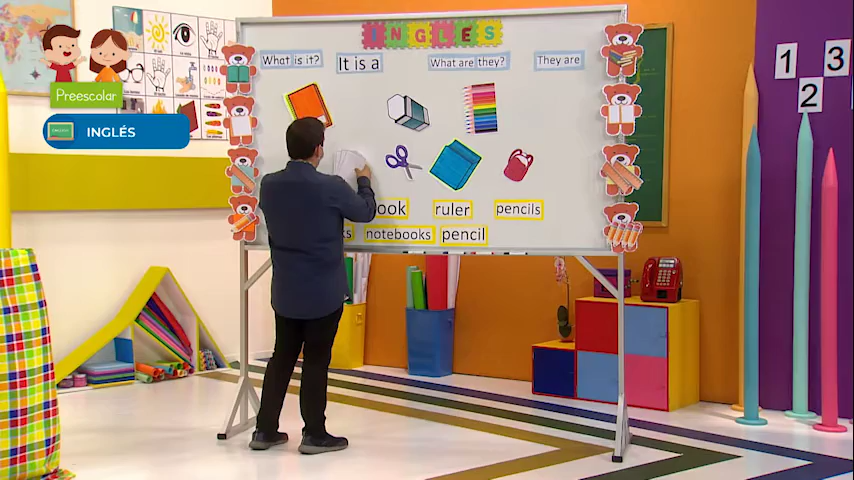 INGLES
What is it?
It is a
What are they?
They are
Preescolar
INGLÉS
1
2
3
ruler
pencils
notebooks
pencil